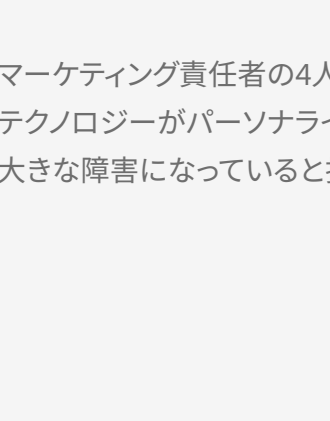 マーケティング責任者の4人
テクノロジーがパーソナライ
大きな障害になっていると